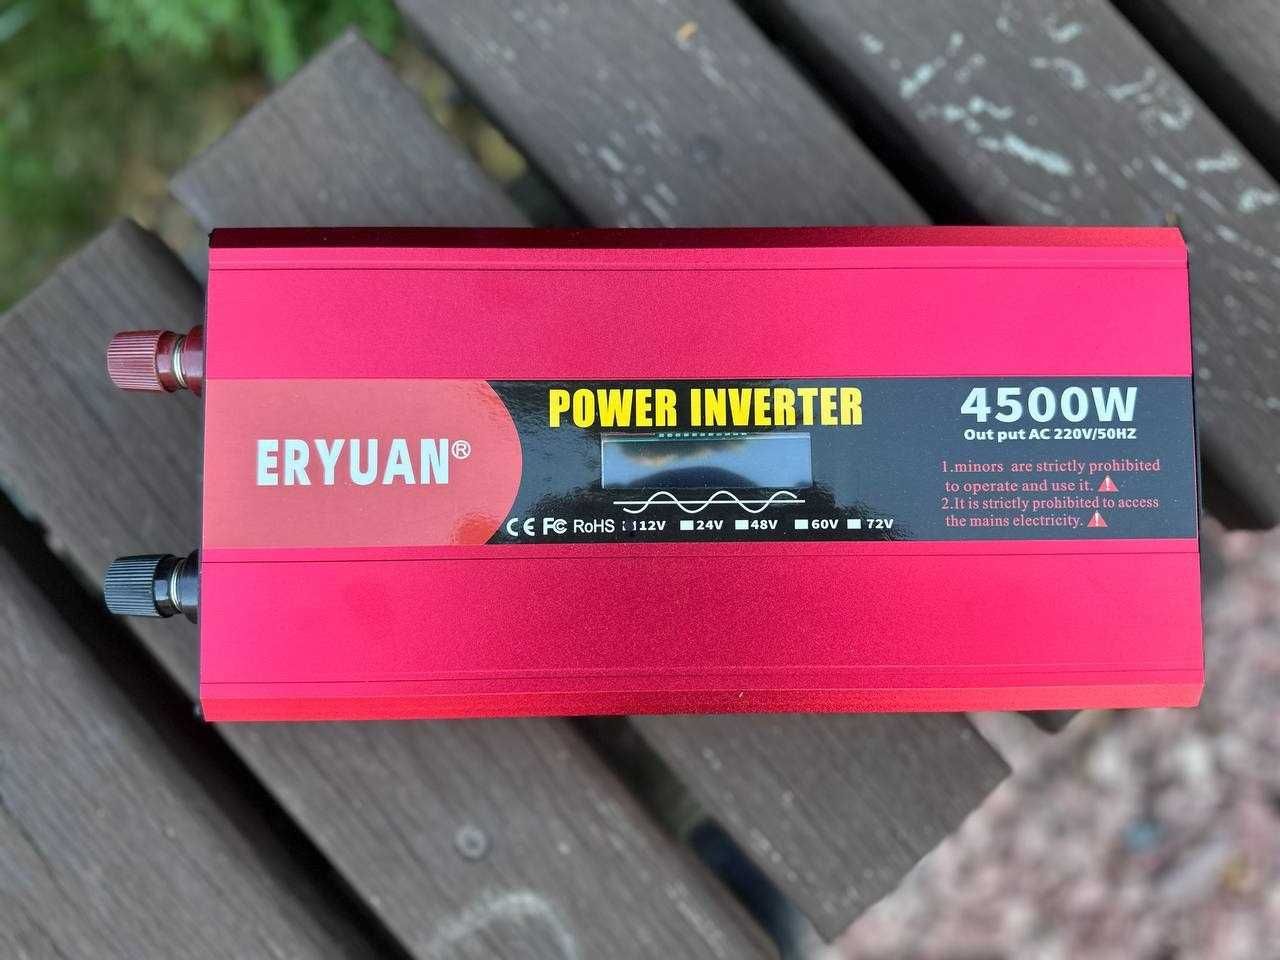 ERYUAN®
POWER INVERTER
CE FC RoHS 12V 24V 48V 60V 72V
4500W
Out put AC 220V/50HZ
1.minors are strictly prohibited
to operate and use it.
2.It is strictly prohibited to access
the mains electricity.